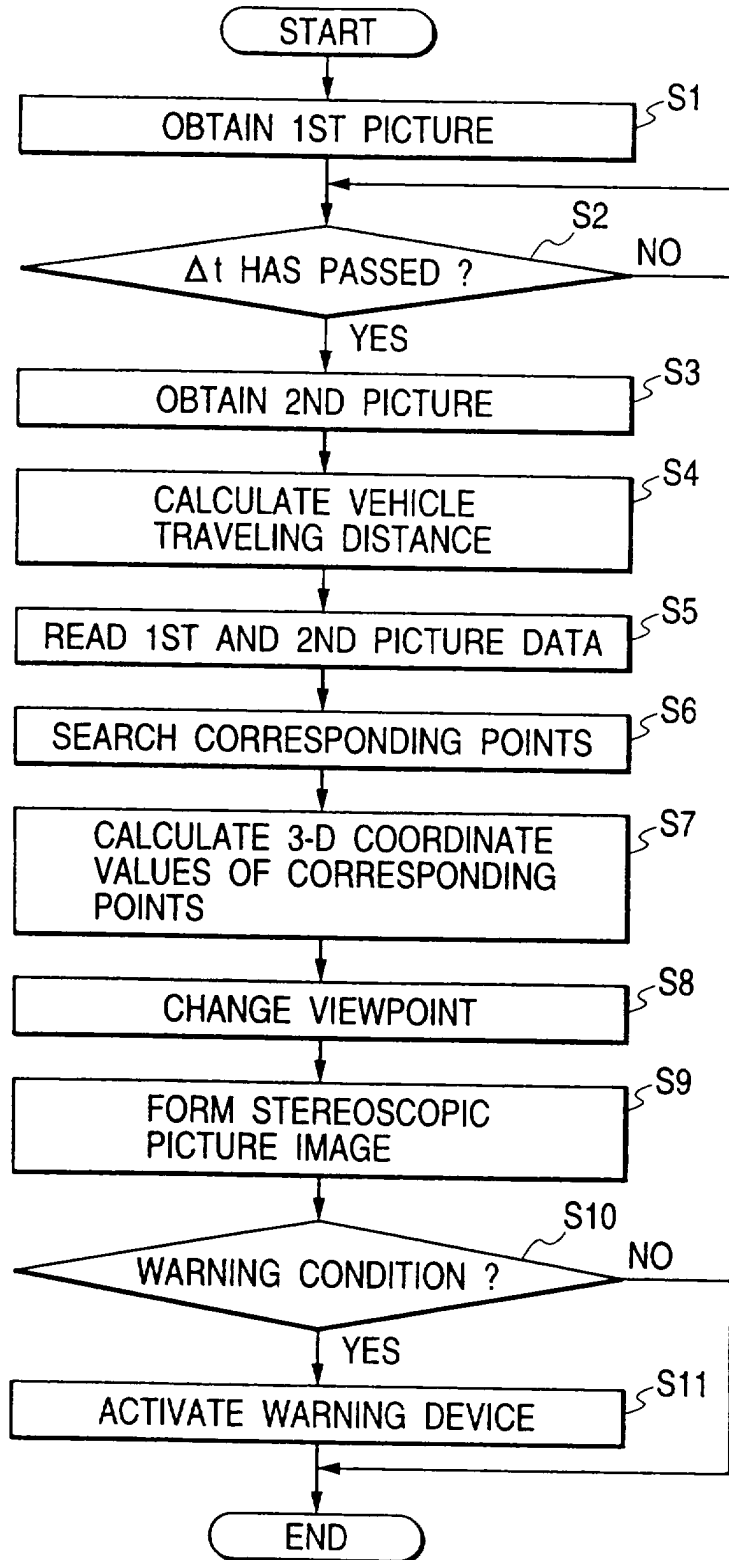 START
S1
OBTAIN 1ST PICTURE
S2
Δt HAS PASSED ?
NO
YES
S3
OBTAIN 2ND PICTURE
S4
CALCULATE VEHICLE
TRAVELING DISTANCE
S5
READ 1ST AND 2ND PICTURE DATA
S6
SEARCH CORRESPONDING POINTS
S7
CALCULATE 3-D COORDINATE
VALUES OF CORRESPONDING
POINTS
S8
CHANGE VIEWPOINT
S9
FORM STEREOSCOPIC
PICTURE IMAGE
S10
WARNING CONDITION ?
NO
YES
S11
ACTIVATE WARNING DEVICE
END